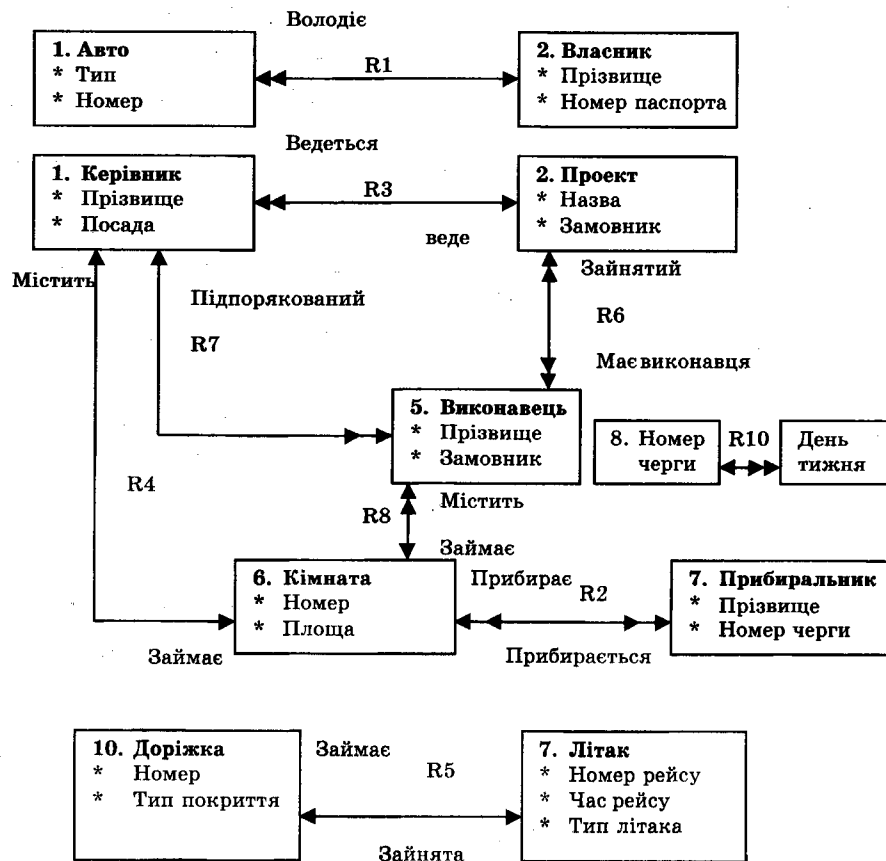 Володіє
1. Авто
* Тип
* Номер
R1
2. Власник
* Прізвище
* Номер паспорта
Ведеться
1. Керівник
* Прізвище
* Посада
R3
2. Проект
* Назва
* Замовник
веде
Містить
Зайнятий
Підпорякований
R6
R7
Має виконавця
5. Виконавець
* Прізвище
* Замовник
8. Номер
черги
R10
День
тижня
R4
R8
Містить
Займає
6. Кімната
* Номер
* Площа
Прибирає
R2
7. Прибиральник
* Прізвище
* Номер черги
Займає
Прибирається
10. Доріжка
* Номер
* Тип покриття
Займає
R5
7. Літак
* Номер рейсу
* Час рейсу
* Тип літака
Зайнята